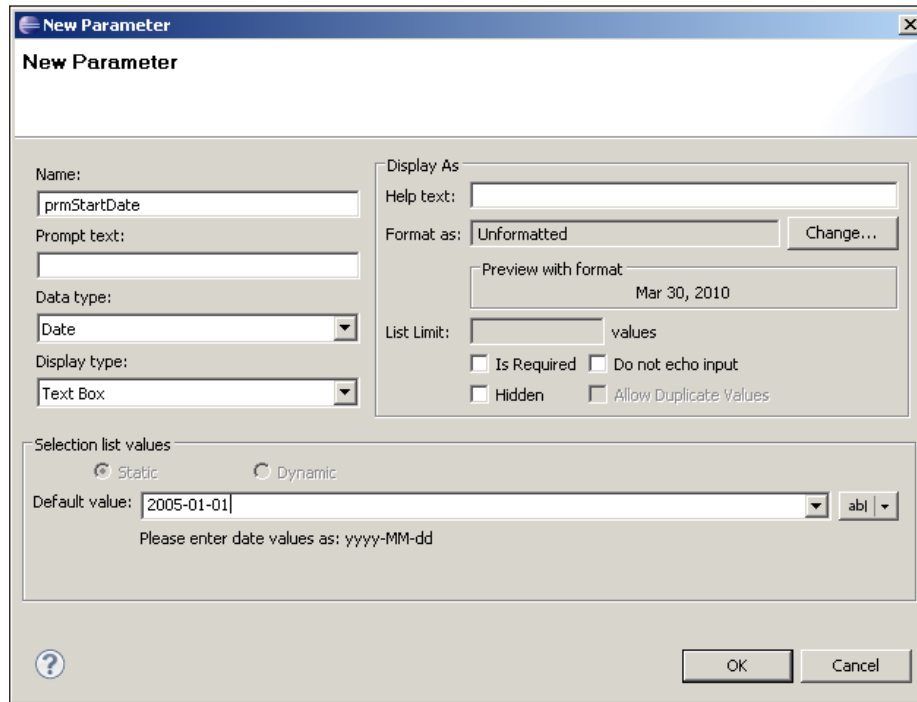 New Parameter
New Parameter
Name:
prmStartDate
Prompt text:
Data type:
Date
Display type:
Text Box
Display As
Help text:
Format as: Unformatted Change...
Preview with format
Mar 30, 2010
List Limit: values
Is Required Do not echo input
Hidden Allow Duplicate Values
Selection list values
Static Dynamic
Default value: 2005-01-01 ab|
Please enter date values as: yyyy-MM-dd
?
OK Cancel